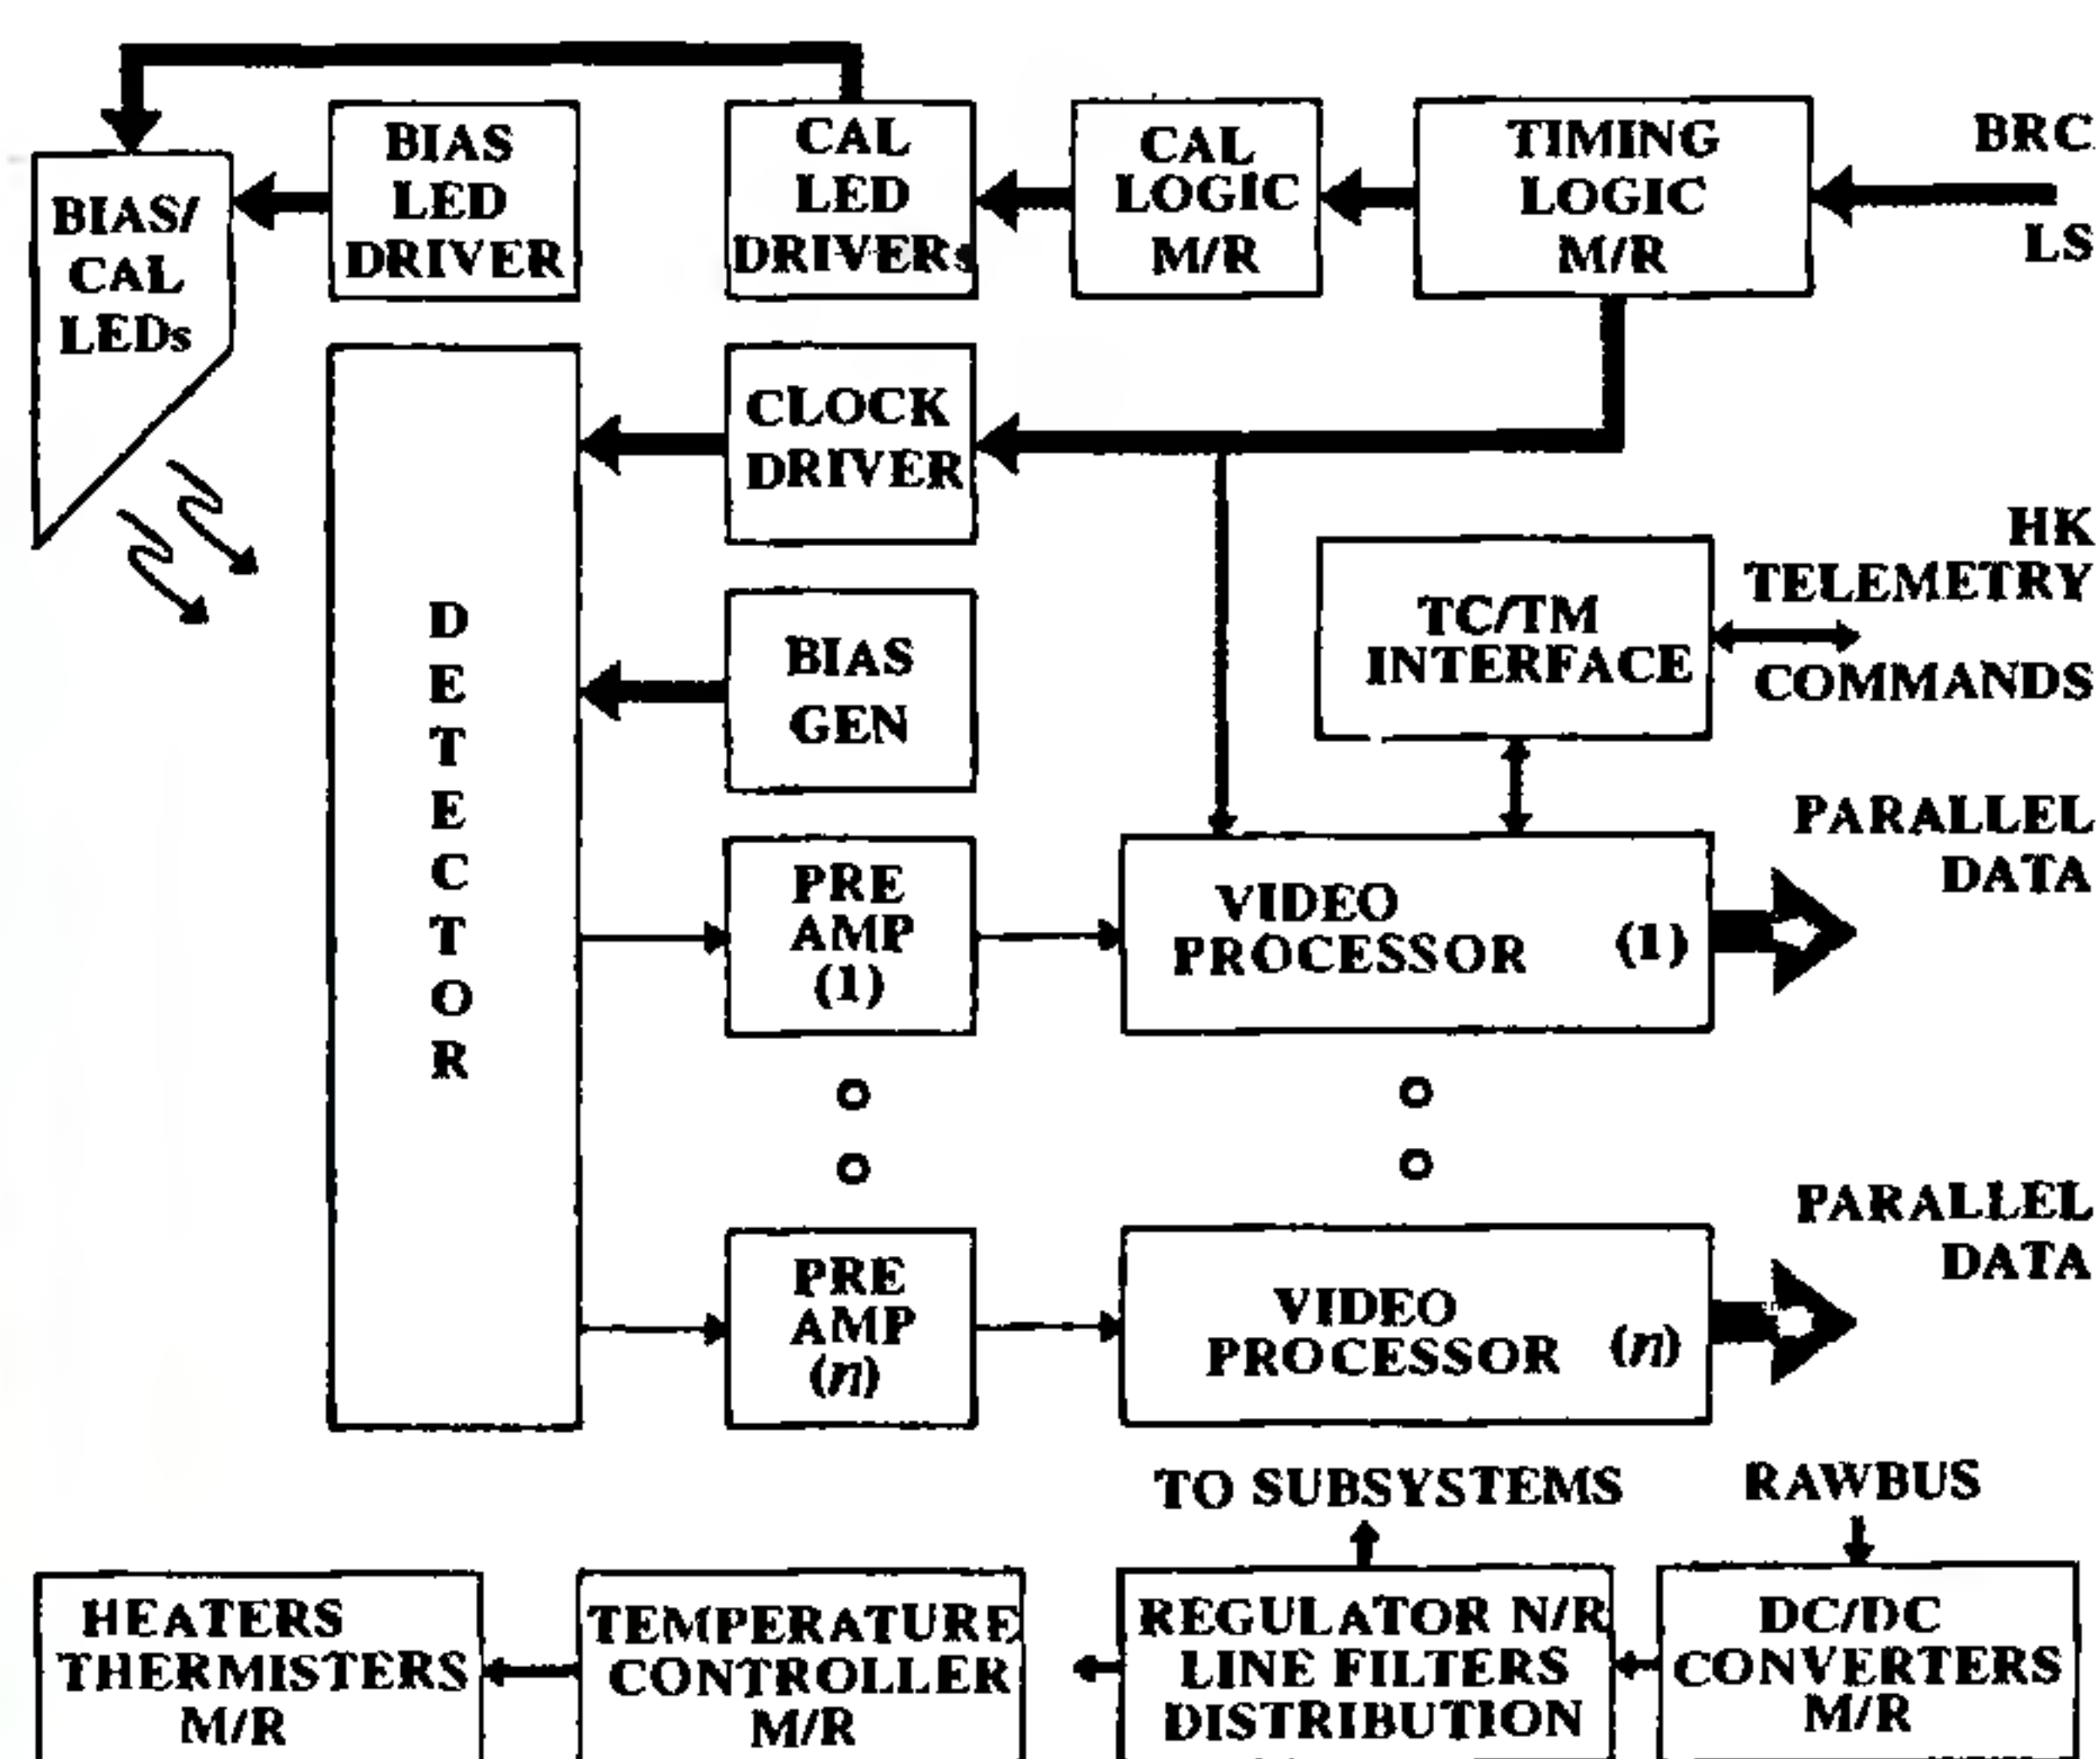 BIAS/
CAL
LEDs
BIAS
LED
DRIVER
CAL
LED
DRIVERs
CAL
LOGIC
M/R
TIMING
LOGIC
M/R
BRC
LS
CLOCK
DRIVER
DETECTOR
BIAS
GEN
TC/TM
INTERFACE
HK
TELEMETRY
COMMANDS
PRE
AMP
(1)
VIDEO
PROCESSOR (1)
PARALLEL
DATA
PRE
AMP
(n)
VIDEO
PROCESSOR (n)
PARALLEL
DATA
TO SUBSYSTEMS
RAWBUS
HEATERS
THERMISTERS
M/R
TEMPERATURE
CONTROLLER
M/R
REGULATOR N/R
LINE FILTERS
DISTRIBUTION
DC/DC
CONVERTERS
M/R